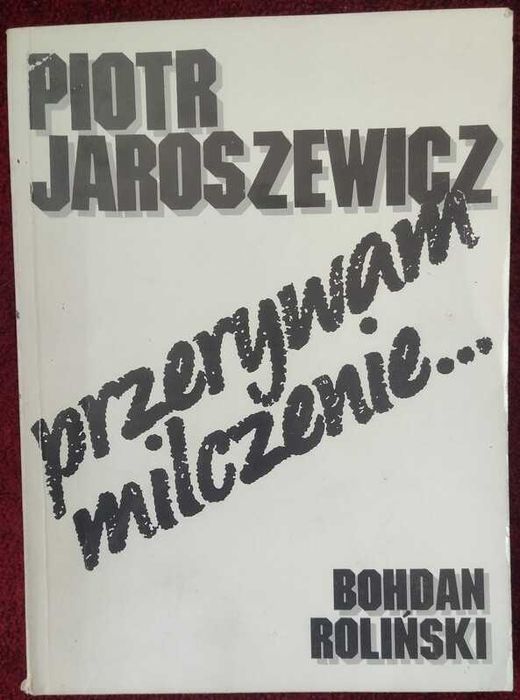 PIOTR
JAROSZEWICZ
przerywam
milczenie...
BOHDAN
ROLIŃSKI